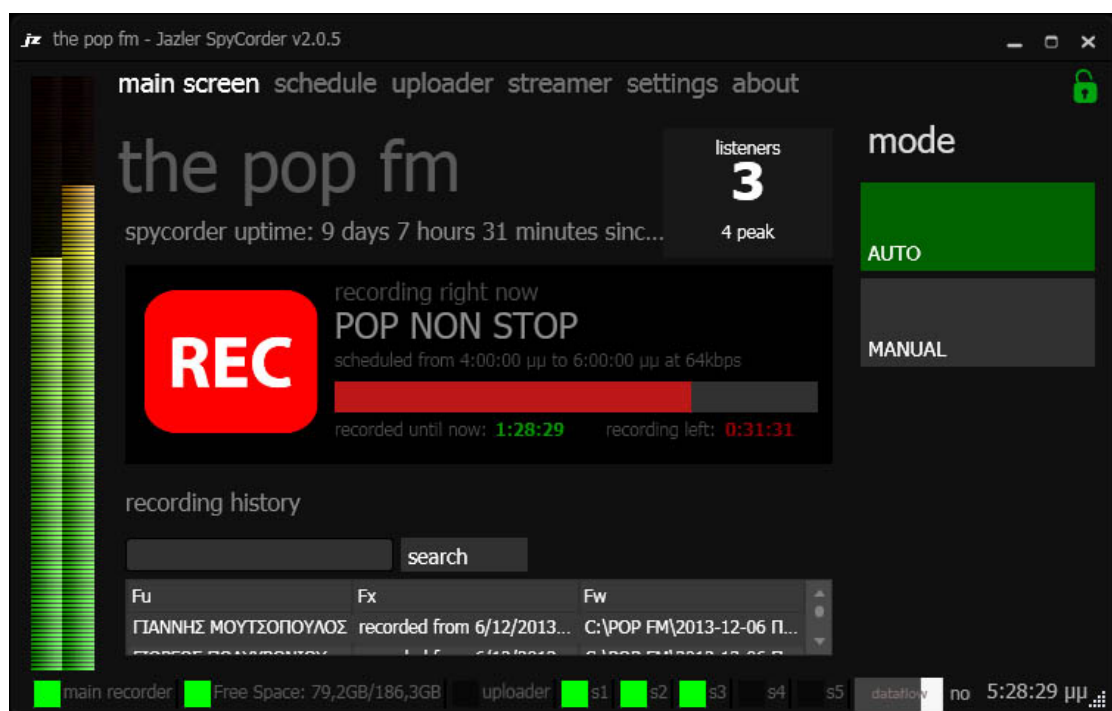 jz the pop fm - Jazler SpyCorder v2.0.5
main screen schedule uploader streamer settings about
the pop fm
listeners
3
4 peak
mode
spycorder uptime: 9 days 7 hours 31 minutes sinc...
AUTO
MANUAL
REC
recording right now
POP NON STOP
scheduled from 4:00:00 μμ to 6:00:00 μμ at 64kbps
recorded until now: 1:28:29 recording left: 0:31:31
recording history
search
Fu Fx Fw
ΓΙΑΝΝΗΣ ΜΟΥΤΣΟΠΟΥΛΟΣ recorded from 6/12/2013... C:\POP FM\2013-12-06 Π...
main recorder Free Space: 79,2GB/186,3GB uploader s1 s2 s3 s4 s5 dataflow no 5:28:29 μμ